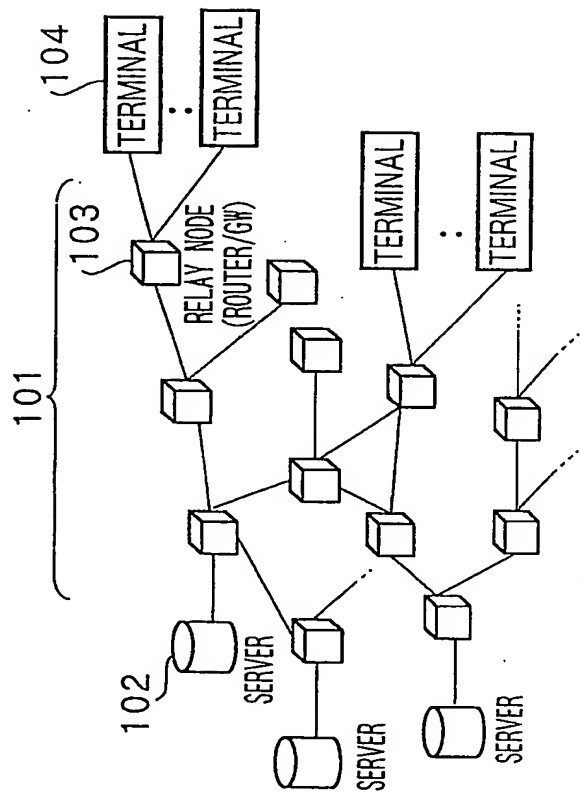 101
102
SERVER
103
RELAY NODE
(ROUTER/GW)
104
TERMINAL
TERMINAL
SERVER
TERMINAL
TERMINAL
SERVER